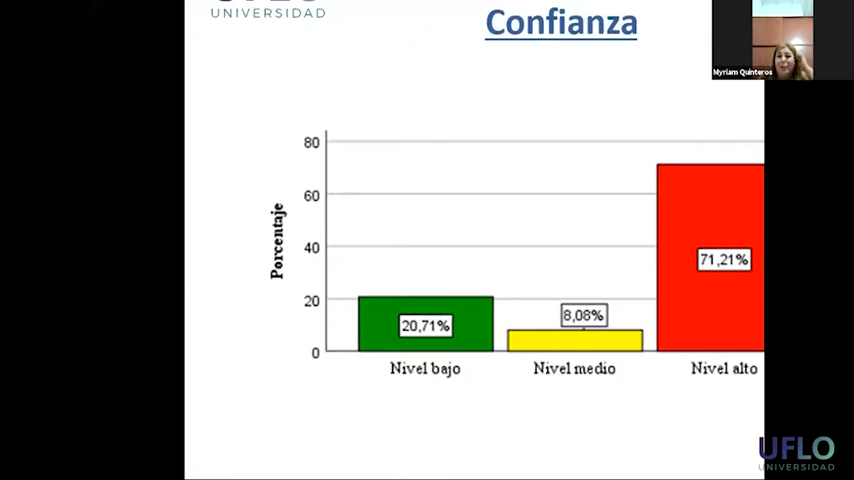 UFLO
UNIVERSIDAD
Confianza
Myriam Quinteros
80
60
40
20
0
Porcentaje
20,71%
8,08%
71,21%
Nivel bajo
Nivel medio
Nivel alto
UFLO
UNIVERSIDAD